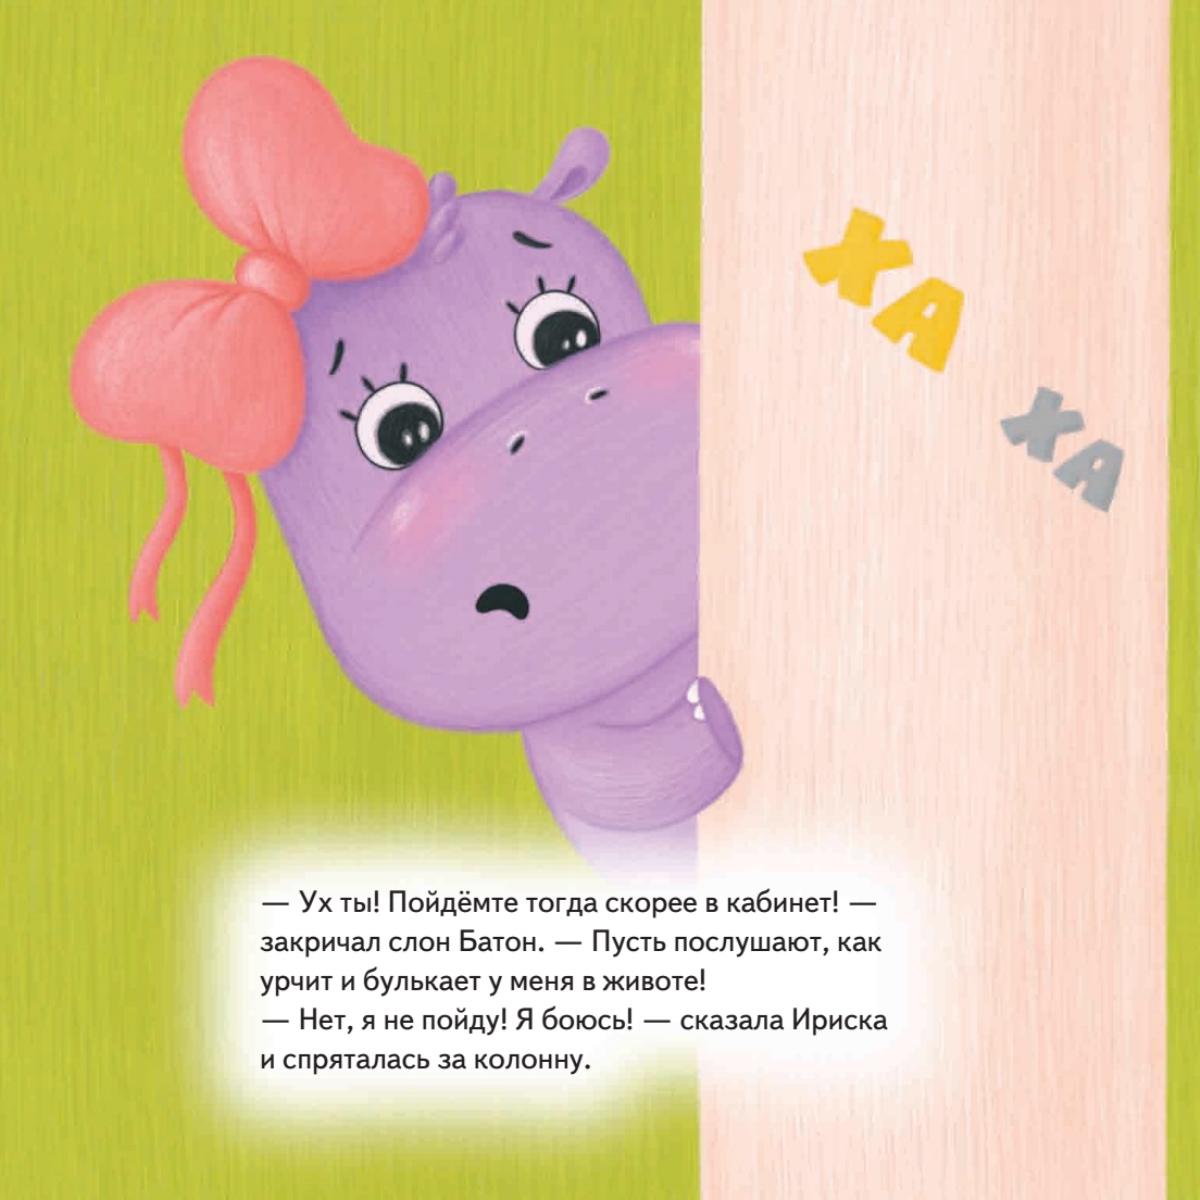 ХА
ХА
— Ух ты! Пойдёмте тогда скорее в кабинет! —
закричал слон Батон. — Пусть послушают, как
урчит и булькает у меня в животе!
— Нет, я не пойду! Я боюсь! — сказала Ириска
и спряталась за колонну.